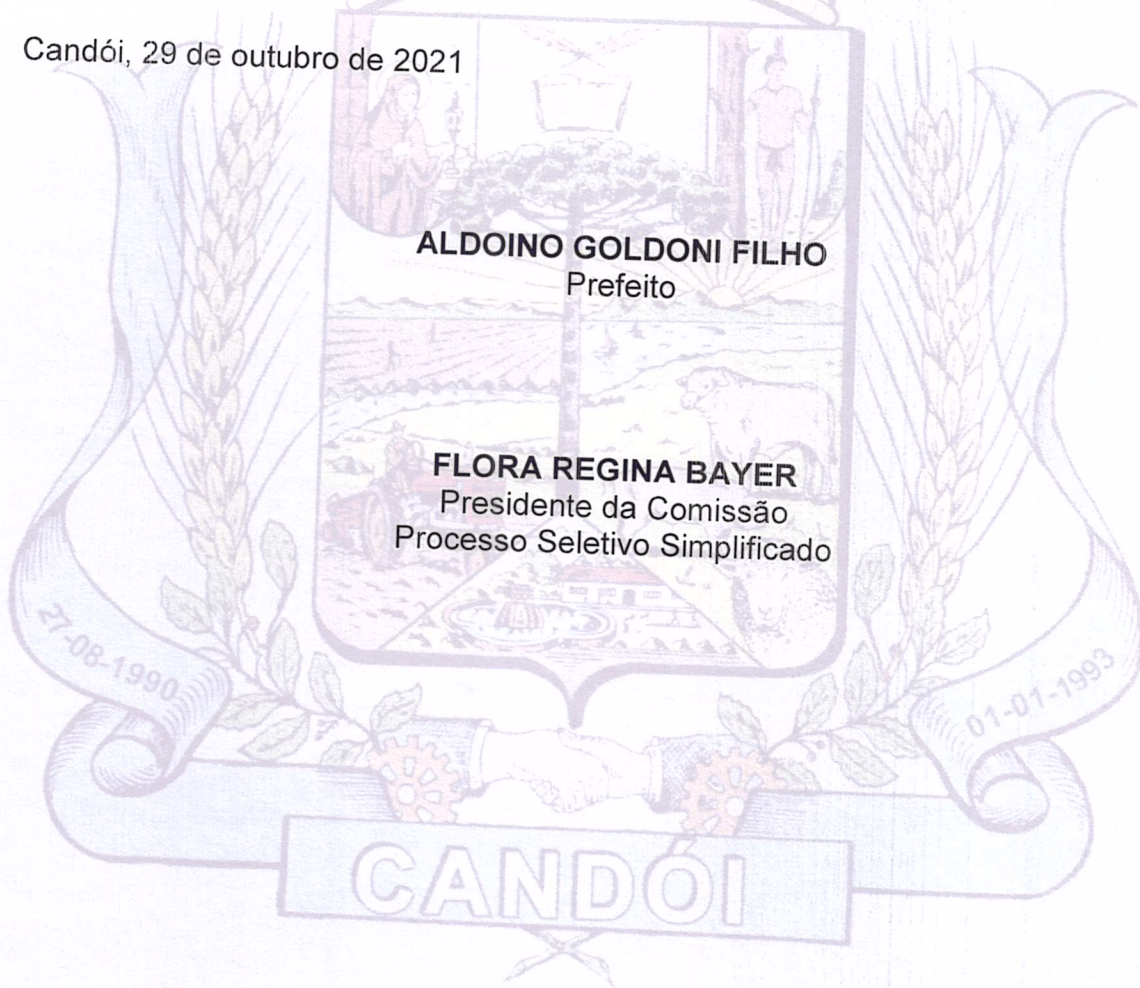 Candói, 29 de outubro de 2021
ALDOINO GOLDONI FILHO
Prefeito
FLORA REGINA BAYER
Presidente da Comissão
Processo Seletivo Simplificado
27-08-1990
01-01-1993
CANDÓI